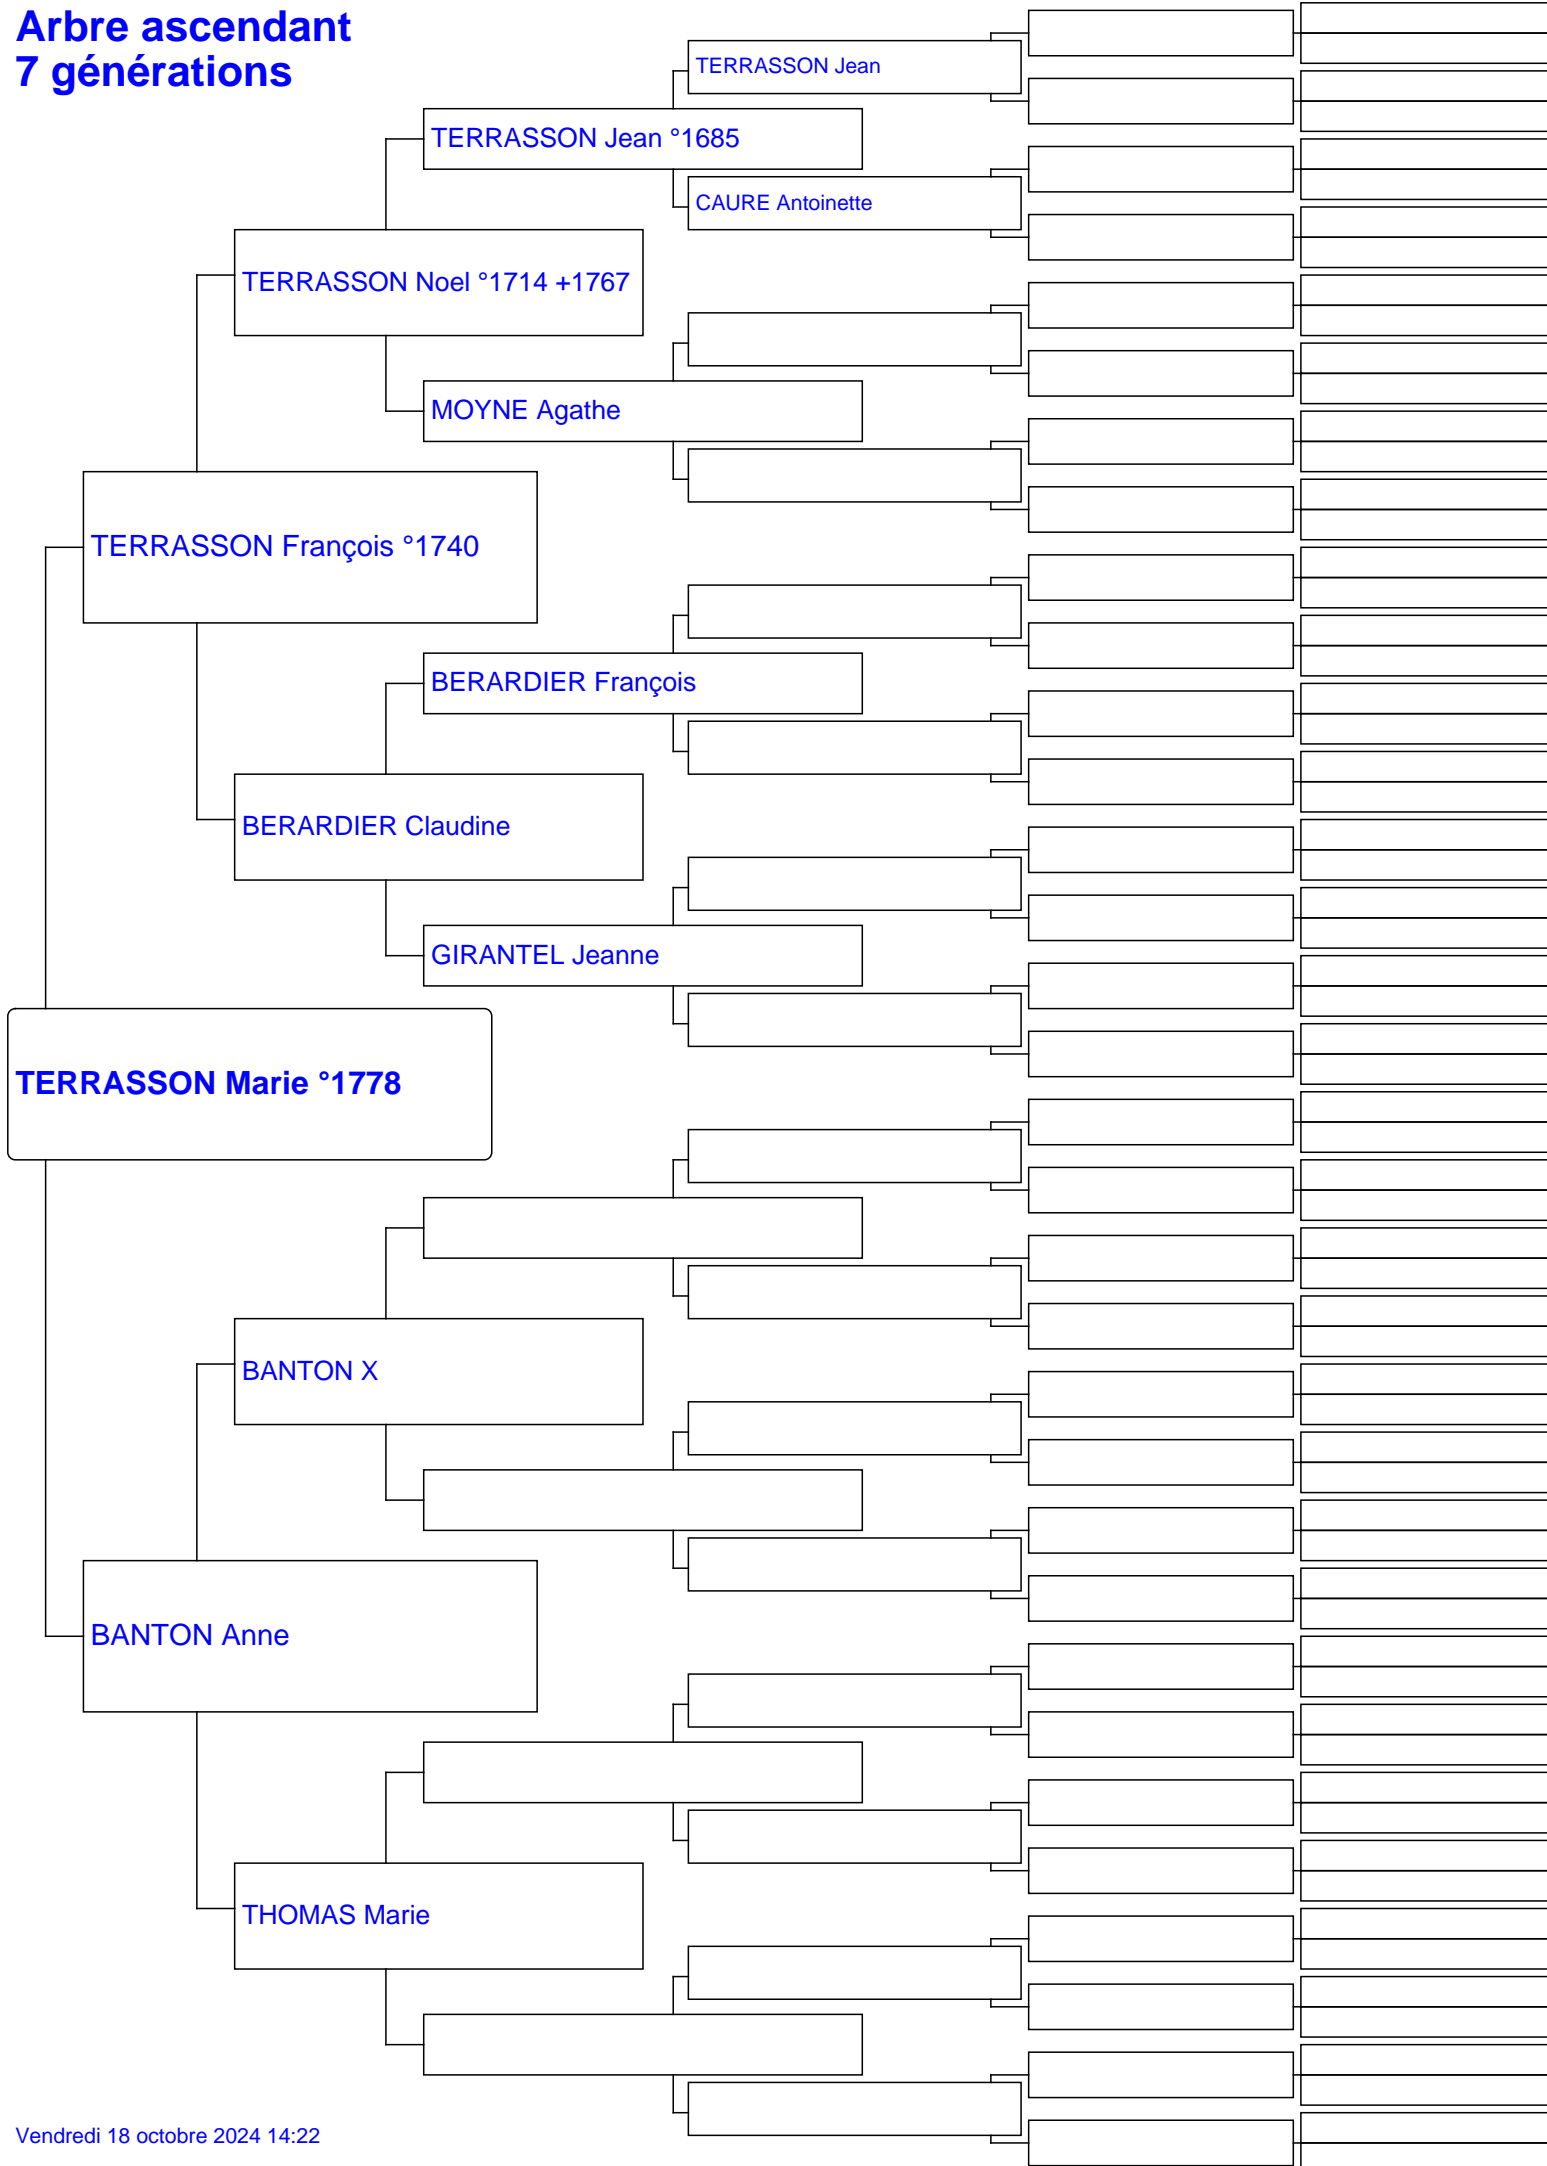 Arbre ascendant
7 générations
TERRASSON Jean
TERRASSON Jean °1685
CAURE Antoinette
TERRASSON Noel °1714 +1767
MOYNE Agathe
TERRASSON François °1740
BERARDIER François
BERARDIER Claudine
GIRANTEL Jeanne
TERRASSON Marie °1778
BANTON X
BANTON Anne
THOMAS Marie
Vendredi 18 octobre 2024 14:22